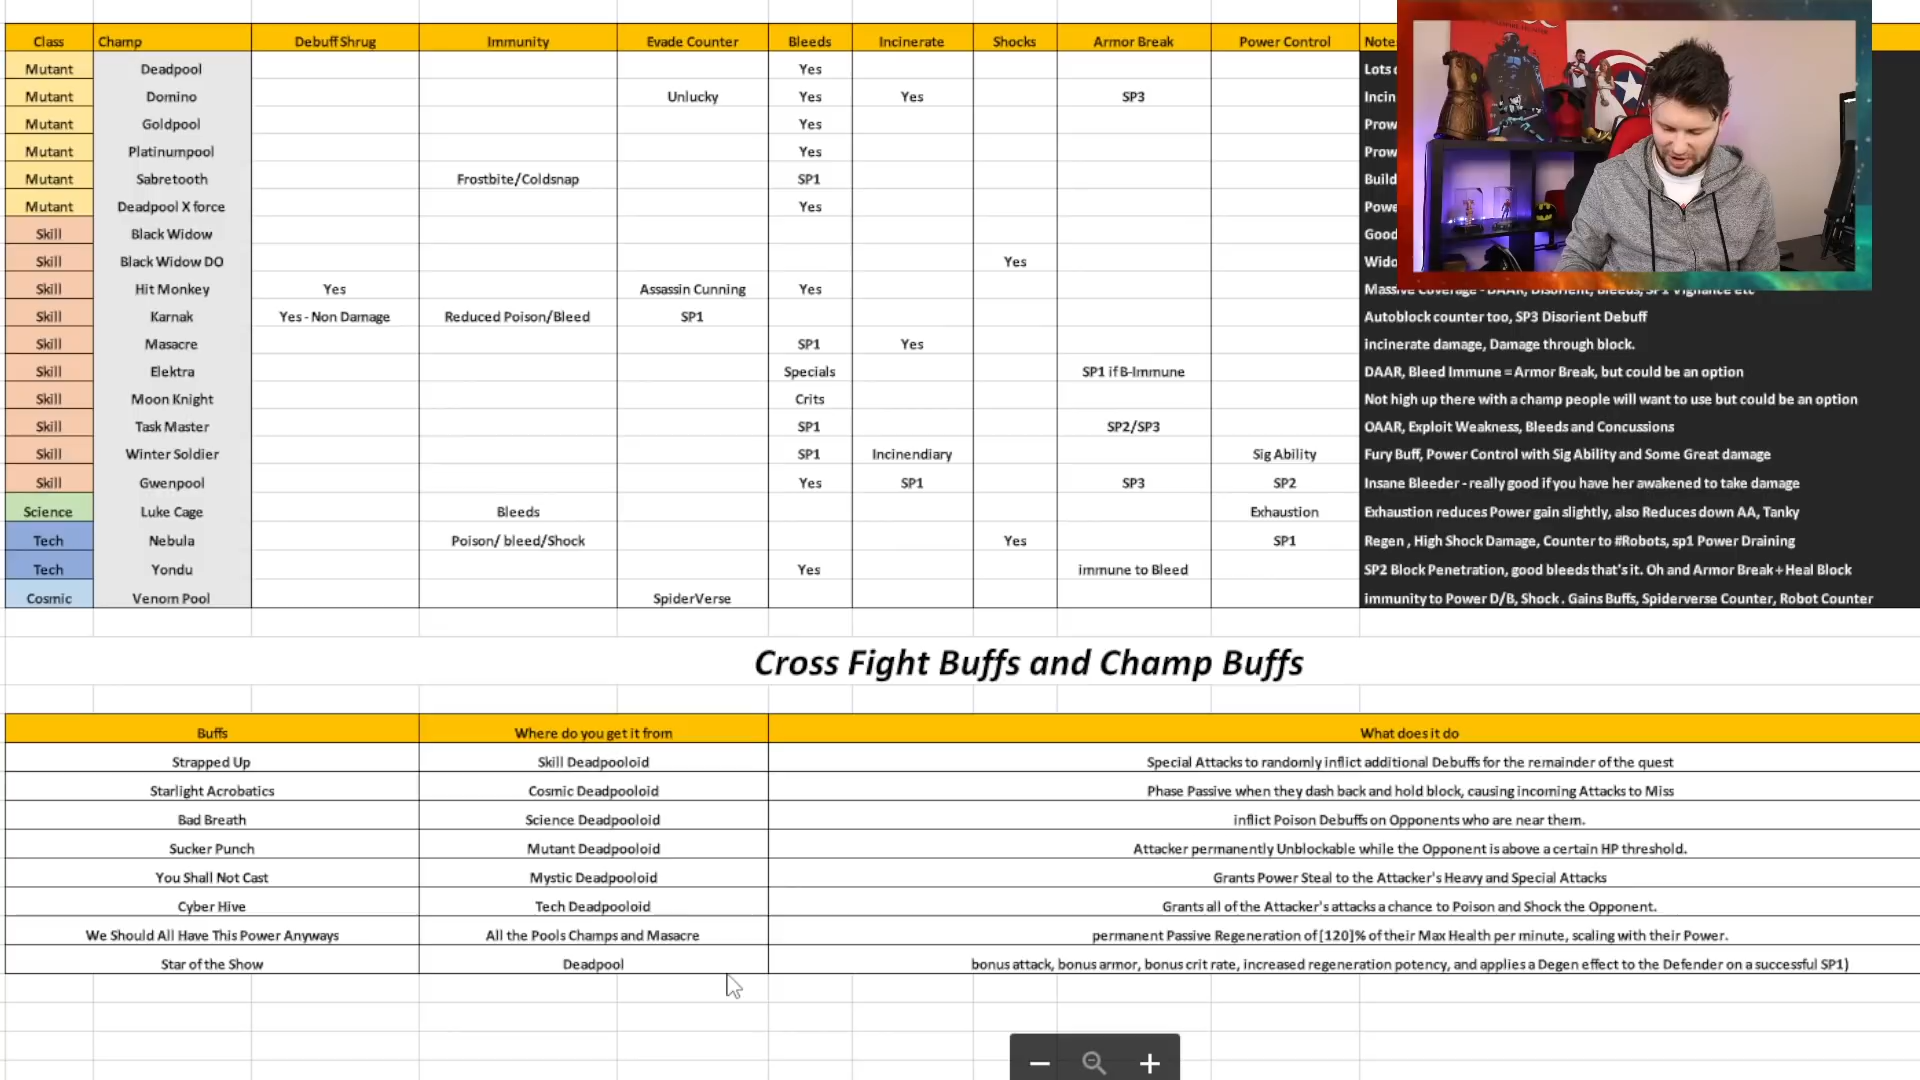 Class Champ Debuff Shrug Immunity Evade Counter Bleeds Incinerate Shocks Armor Break Power Control
Mutant Deadpool Yes Lots
Mutant Domino Unlucky Yes Yes SP3
Mutant Goldpool Yes
Mutant Platinumpool Yes
Mutant Sabretooth Frostbite/Coldsnap SP1 Build
Mutant Deadpool X force Yes
Skill Black Widow Good
Skill Black Widow DO Yes
Skill Hit Monkey Yes Assassin Cunning Yes Massive Coverage - DAAR, Disorient, Bleeds, SP1 Vigilance etc
Skill Karnak Yes - Non Damage Reduced Poison/Bleed SP1 Autoblock counter too, SP3 Disorient Debuff
Skill Masacre SP1 Yes incinerate damage, Damage through block.
Skill Elektra Specials SP1 if B-Immune DAAR, Bleed Immune = Armor Break, but could be an option
Skill Moon Knight Crits Not high up there with a champ people will want to use but could be an option
Skill Task Master SP1 SP2/SP3 OAAR, Exploit Weakness, Bleeds and Concussions
Skill Winter Soldier SP1 Incinendiary Sig Ability Fury Buff, Power Control with Sig Ability and Some Great damage
Skill Gwenpool Yes SP1 SP3 SP2 Insane Bleeder - really good if you have her awakened to take damage
Science Luke Cage Bleeds Exhaustion Exhaustion reduces Power gain slightly, also Reduces down AA, Tanky
Tech Nebula Poison/ bleed/Shock Yes SP1 Regen , High Shock Damage, Counter to #Robots, sp1 Power Draining
Tech Yondu Yes immune to Bleed SP2 Block Penetration, good bleeds that's it. Oh and Armor Break + Heal Block
Cosmic Venom Pool SpiderVerse immunity to Power D/B, Shock . Gains Buffs, Spiderverse Counter, Robot Counter
Cross Fight Buffs and Champ Buffs
Buffs Where do you get it from What does it do
Strapped Up Skill Deadpooloid Special Attacks to randomly inflict additional Debuffs for the remainder of the quest
Starlight Acrobatics Cosmic Deadpooloid Phase Passive when they dash back and hold block, causing incoming Attacks to Miss
Bad Breath Science Deadpooloid inflict Poison Debuffs on Opponents who are near them.
Sucker Punch Mutant Deadpooloid Attacker permanently Unblockable while the Opponent is above a certain HP threshold.
You Shall Not Cast Mystic Deadpooloid Grants Power Steal to the Attacker's Heavy and Special Attacks
Cyber Hive Tech Deadpooloid Grants all of the Attacker's attacks a chance to Poison and Shock the Opponent.
We Should All Have This Power Anyways All the Pools Champs and Masacre permanent Passive Regeneration of [120]% of their Max Health per minute, scaling with their Power.
Star of the Show Deadpool bonus attack, bonus armor, bonus crit rate, increased regeneration potency, and applies a Degen effect to the Defender on a successful SP1)